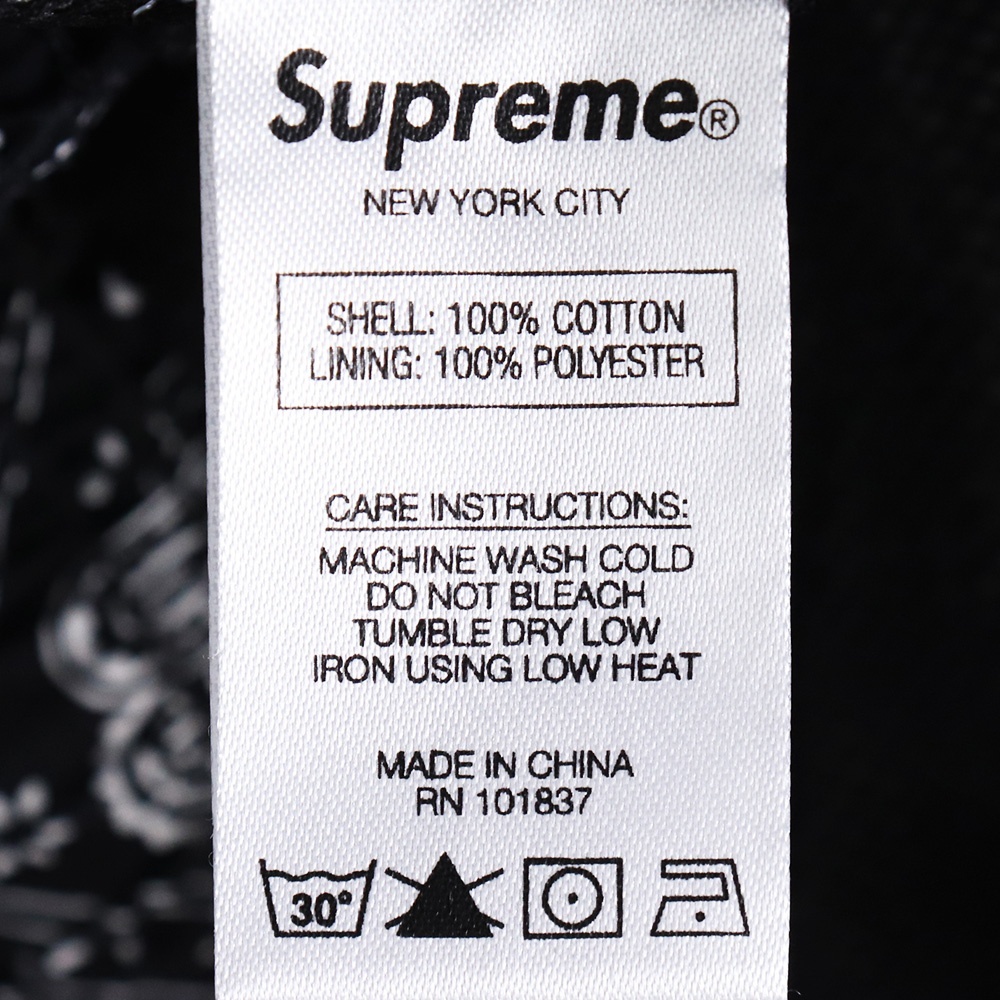 Supreme®
NEW YORK CITY
SHELL: 100% COTTON
LINING: 100% POLYESTER
CARE INSTRUCTIONS:
MACHINE WASH COLD
DO NOT BLEACH
TUMBLE DRY LOW
IRON USING LOW HEAT
MADE IN CHINA
RN 101837
30°